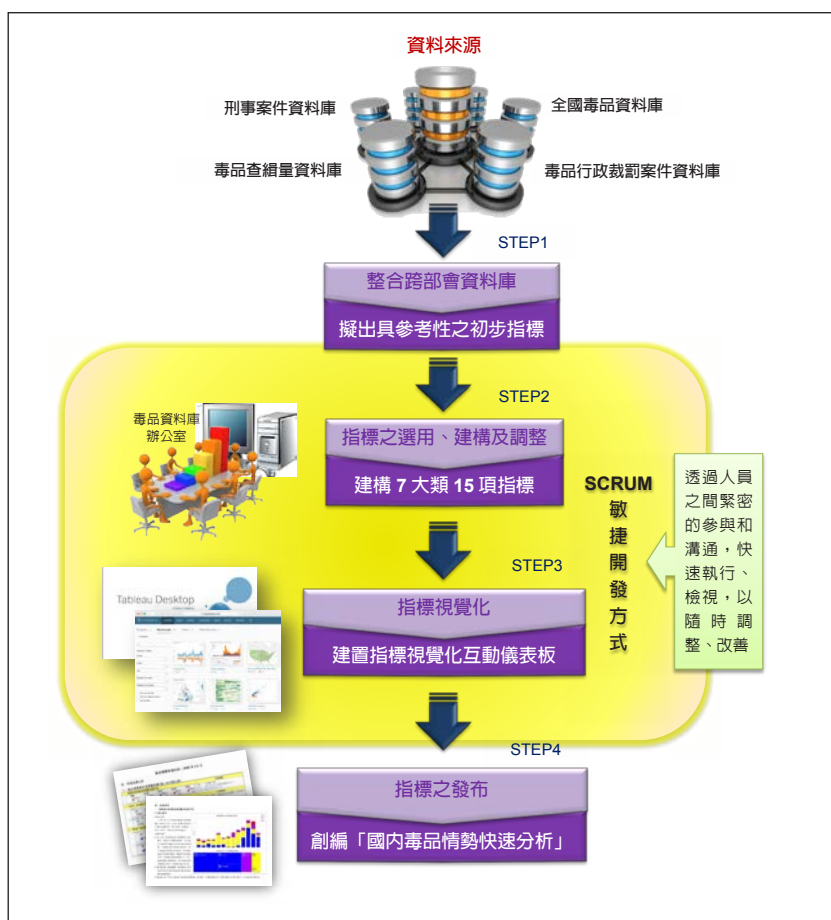 資料來源
刑事案件資料庫
全國毒品資料庫
毒品查緝量資料庫
毒品行政裁罰案件資料庫
STEP1
整合跨部會資料庫
擬出具參考性之初步指標
STEP2
毒品資料庫
辦公室
指標之選用、建構及調整
建構 7 大類 15 項指標
SCRUM
敏
捷
開
發
方
式
透過人員
之間緊密
的參與和
溝通，快
速執行、
檢視，以
隨時調
整、改善
STEP3
Tableau Desktop
指標視覺化
建置指標視覺化互動儀表板
STEP4
指標之發布
創編「國內毒品情勢快速分析」